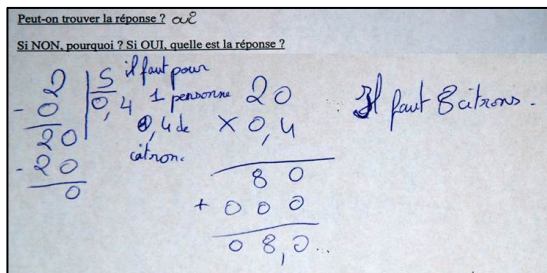 Peut-on trouver la réponse ? oui
Si NON, pourquoi ? Si OUI, quelle est la réponse ?
2 | 5
- 0 | 0,4
20
- 20
0
il faut pour
1 personne
0,4 de
citron.
20
x 0,4
80
+ 000
08,0...
Il faut 8 citrons.